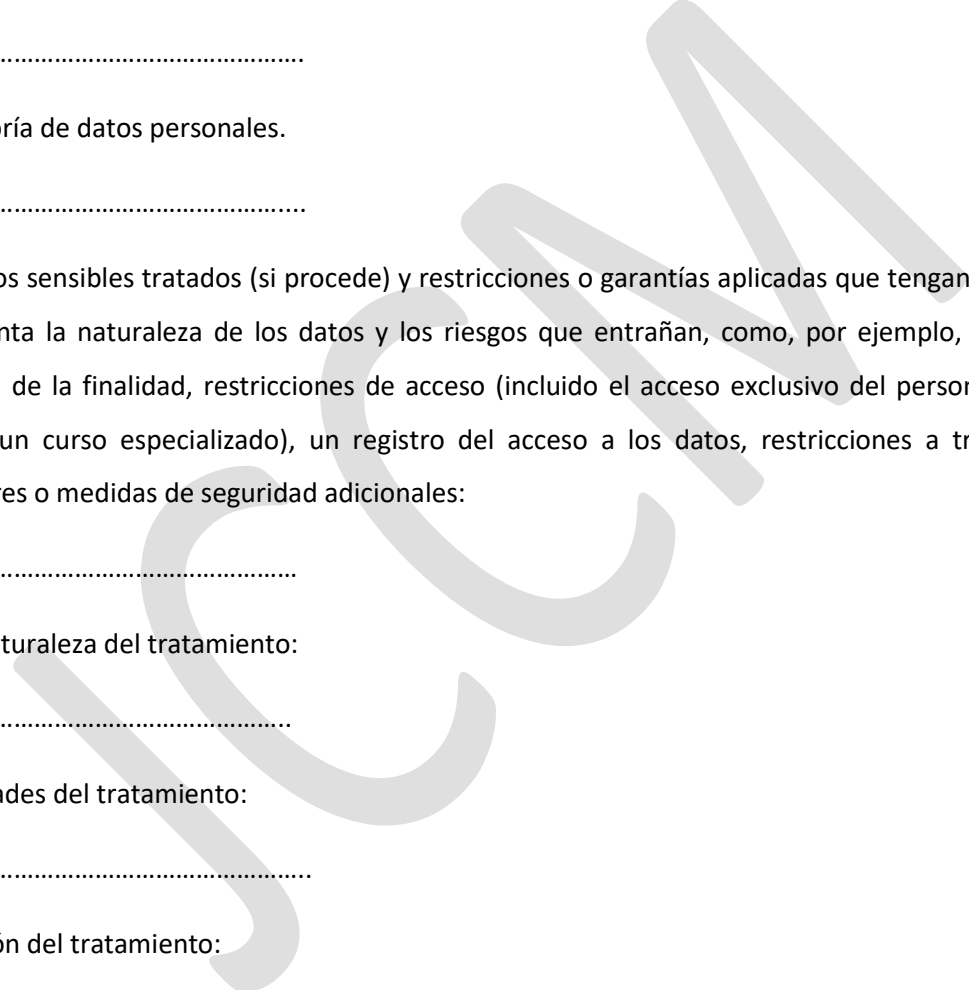 …………………………………………….
ría de datos personales.
…………………………………………....
os sensibles tratados (si procede) y restricciones o garantías aplicadas que tengan
nta la naturaleza de los datos y los riesgos que entrañan, como, por ejemplo,
de la finalidad, restricciones de acceso (incluido el acceso exclusivo del person
un curso especializado), un registro del acceso a los datos, restricciones a tr
res o medidas de seguridad adicionales:
……………………………………………
turaleza del tratamiento:
…………………………………………..
ades del tratamiento:
……………………………………………..
ón del tratamiento:
JCCM